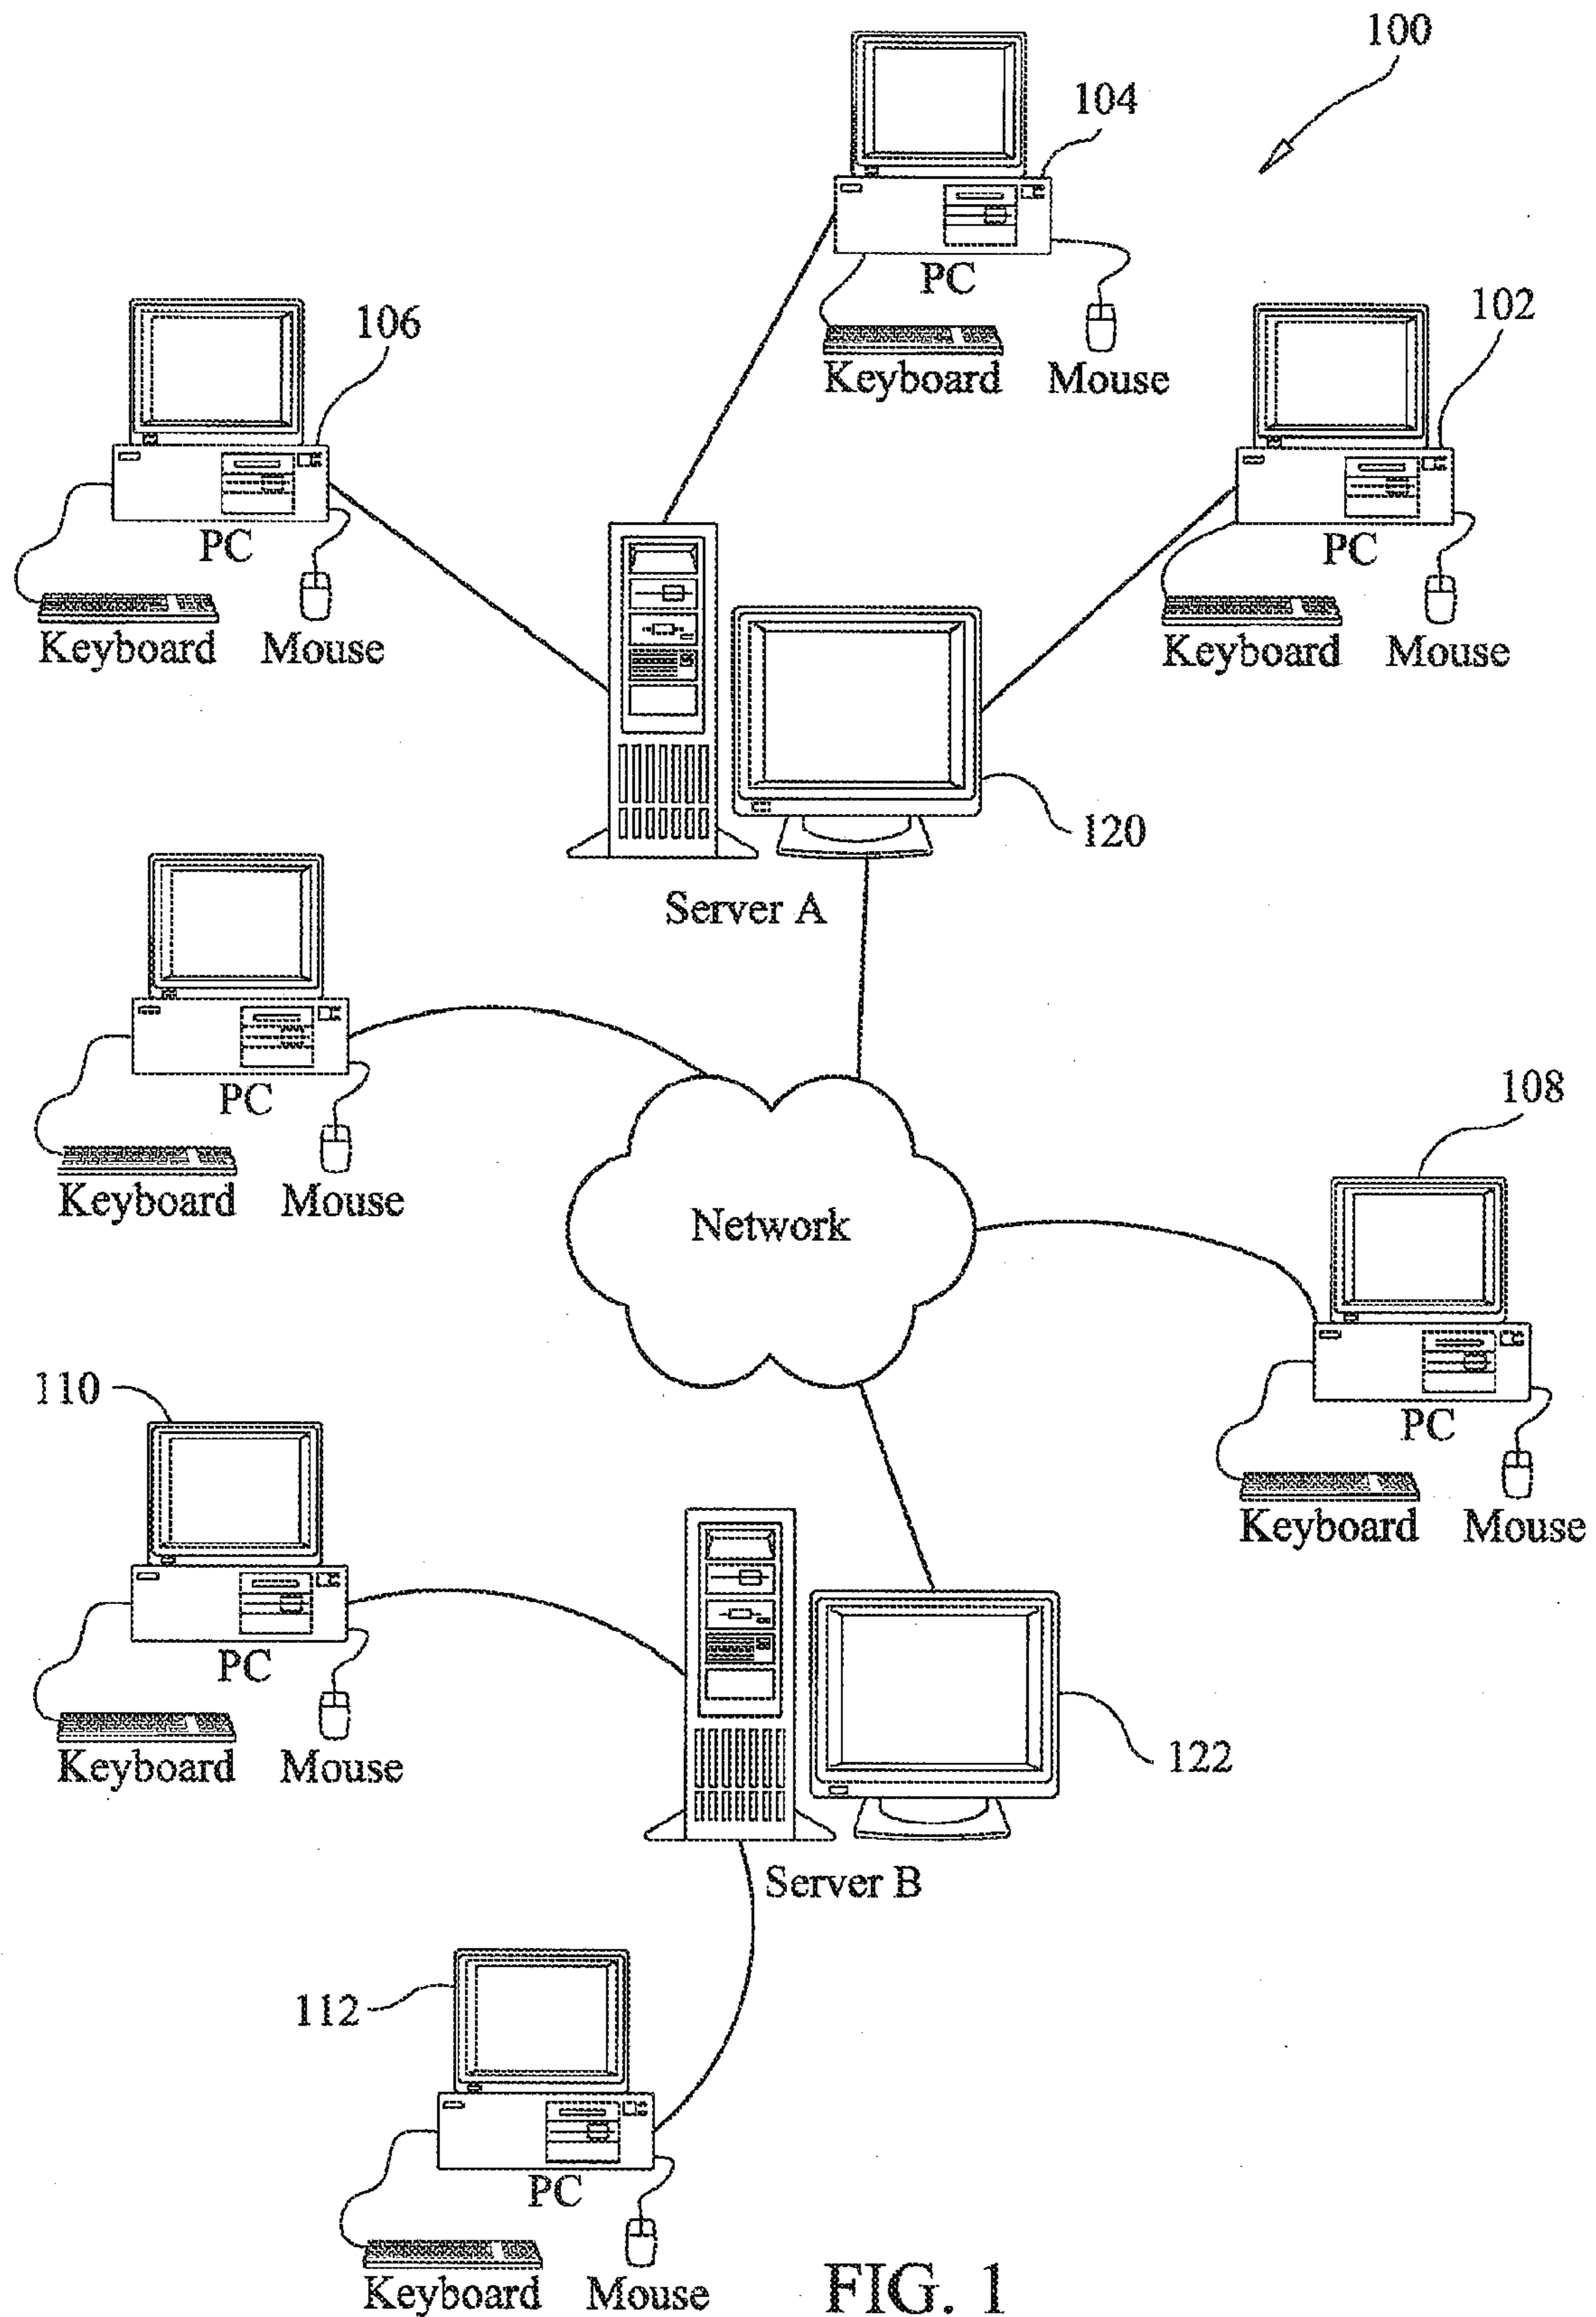 100
104
PC
Keyboard Mouse
106
PC
Keyboard Mouse
102
PC
Keyboard Mouse
120
Server A
PC
Keyboard Mouse
Network
108
PC
Keyboard Mouse
110
PC
Keyboard Mouse
122
Server B
112
PC
Keyboard Mouse
FIG. 1